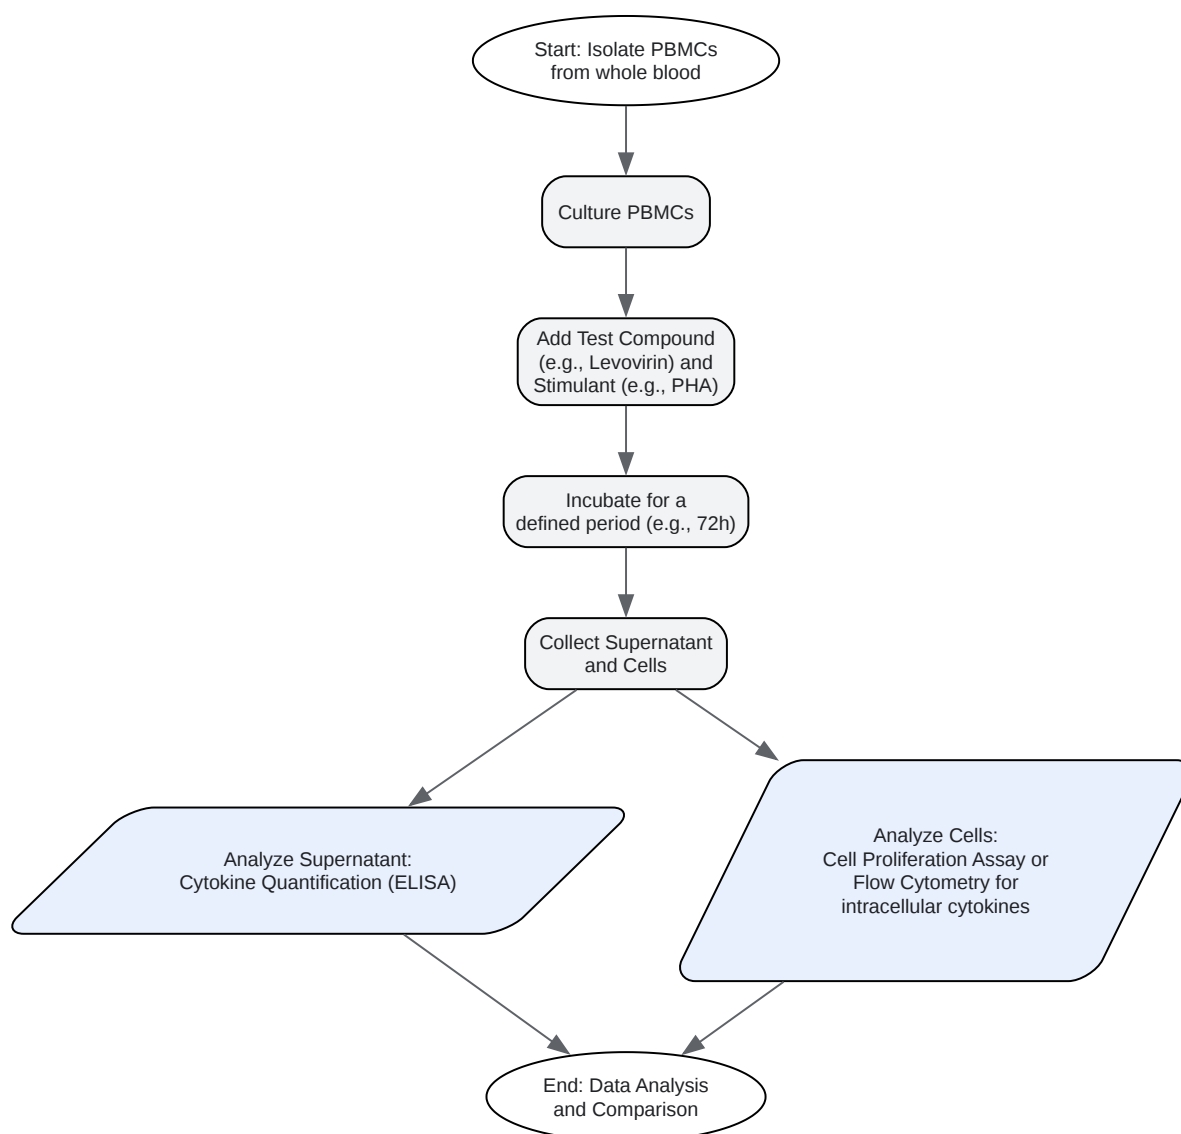 Start: Isolate PBMCs
from whole blood
Culture PBMCs
Add Test Compound
(e.g., Levovirin) and
Stimulant (e.g., PHA)
Incubate for a
defined period (e.g., 72h)
Collect Supernatant
and Cells
Analyze Supernatant:
Cytokine Quantification (ELISA)
Analyze Cells:
Cell Proliferation Assay or
Flow Cytometry for
intracellular cytokines
End: Data Analysis
and Comparison